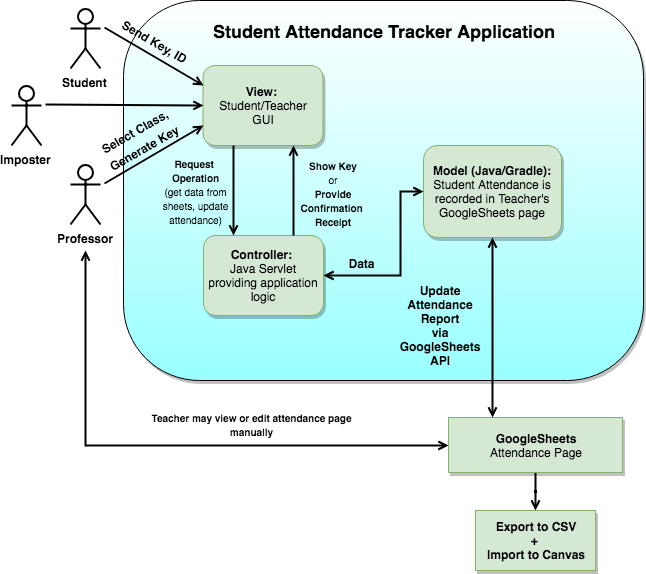 Student Attendance Tracker Application
Send Key, ID
Student
View:
Student/Teacher
GUI
Imposter
Select Class,
Generate Key
Professor
Request
Operation
(get data from
sheets, update
attendance)
Show Key
or
Provide
Confirmation
Receipt
Model (Java/Gradle):
Student Attendance is
recorded in Teacher's
GoogleSheets page
Controller:
Java Servlet
providing application
logic
Data
Update
Attendance
Report
via
GoogleSheets
API
Teacher may view or edit attendance page
manually
GoogleSheets
Attendance Page
Export to CSV
+
Import to Canvas